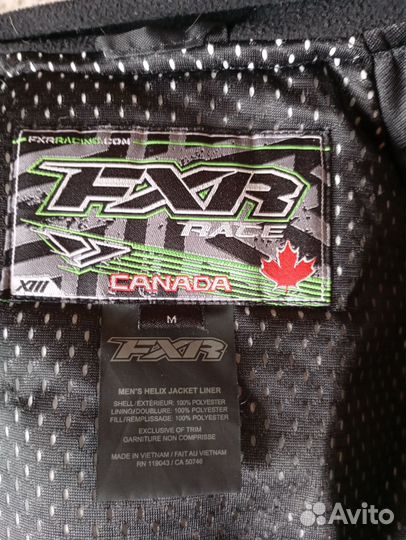 FXRRACING.COM
FXR
RACE
CANADA
XIII
M
FXR
MEN'S HELIX JACKET LINER
SHELL/EXTÉRIEUR: 100% POLYESTER
LINING/DOUBLURE: 100% POLYESTER
FILL/REMPLISSAGE: 100% POLYESTER
EXCLUSIVE OF TRIM
GARNITURE NON COMPRISE
MADE IN VIETNAM / FAIT AU VIETNAM
RN 119043 / CA 50746
Avito